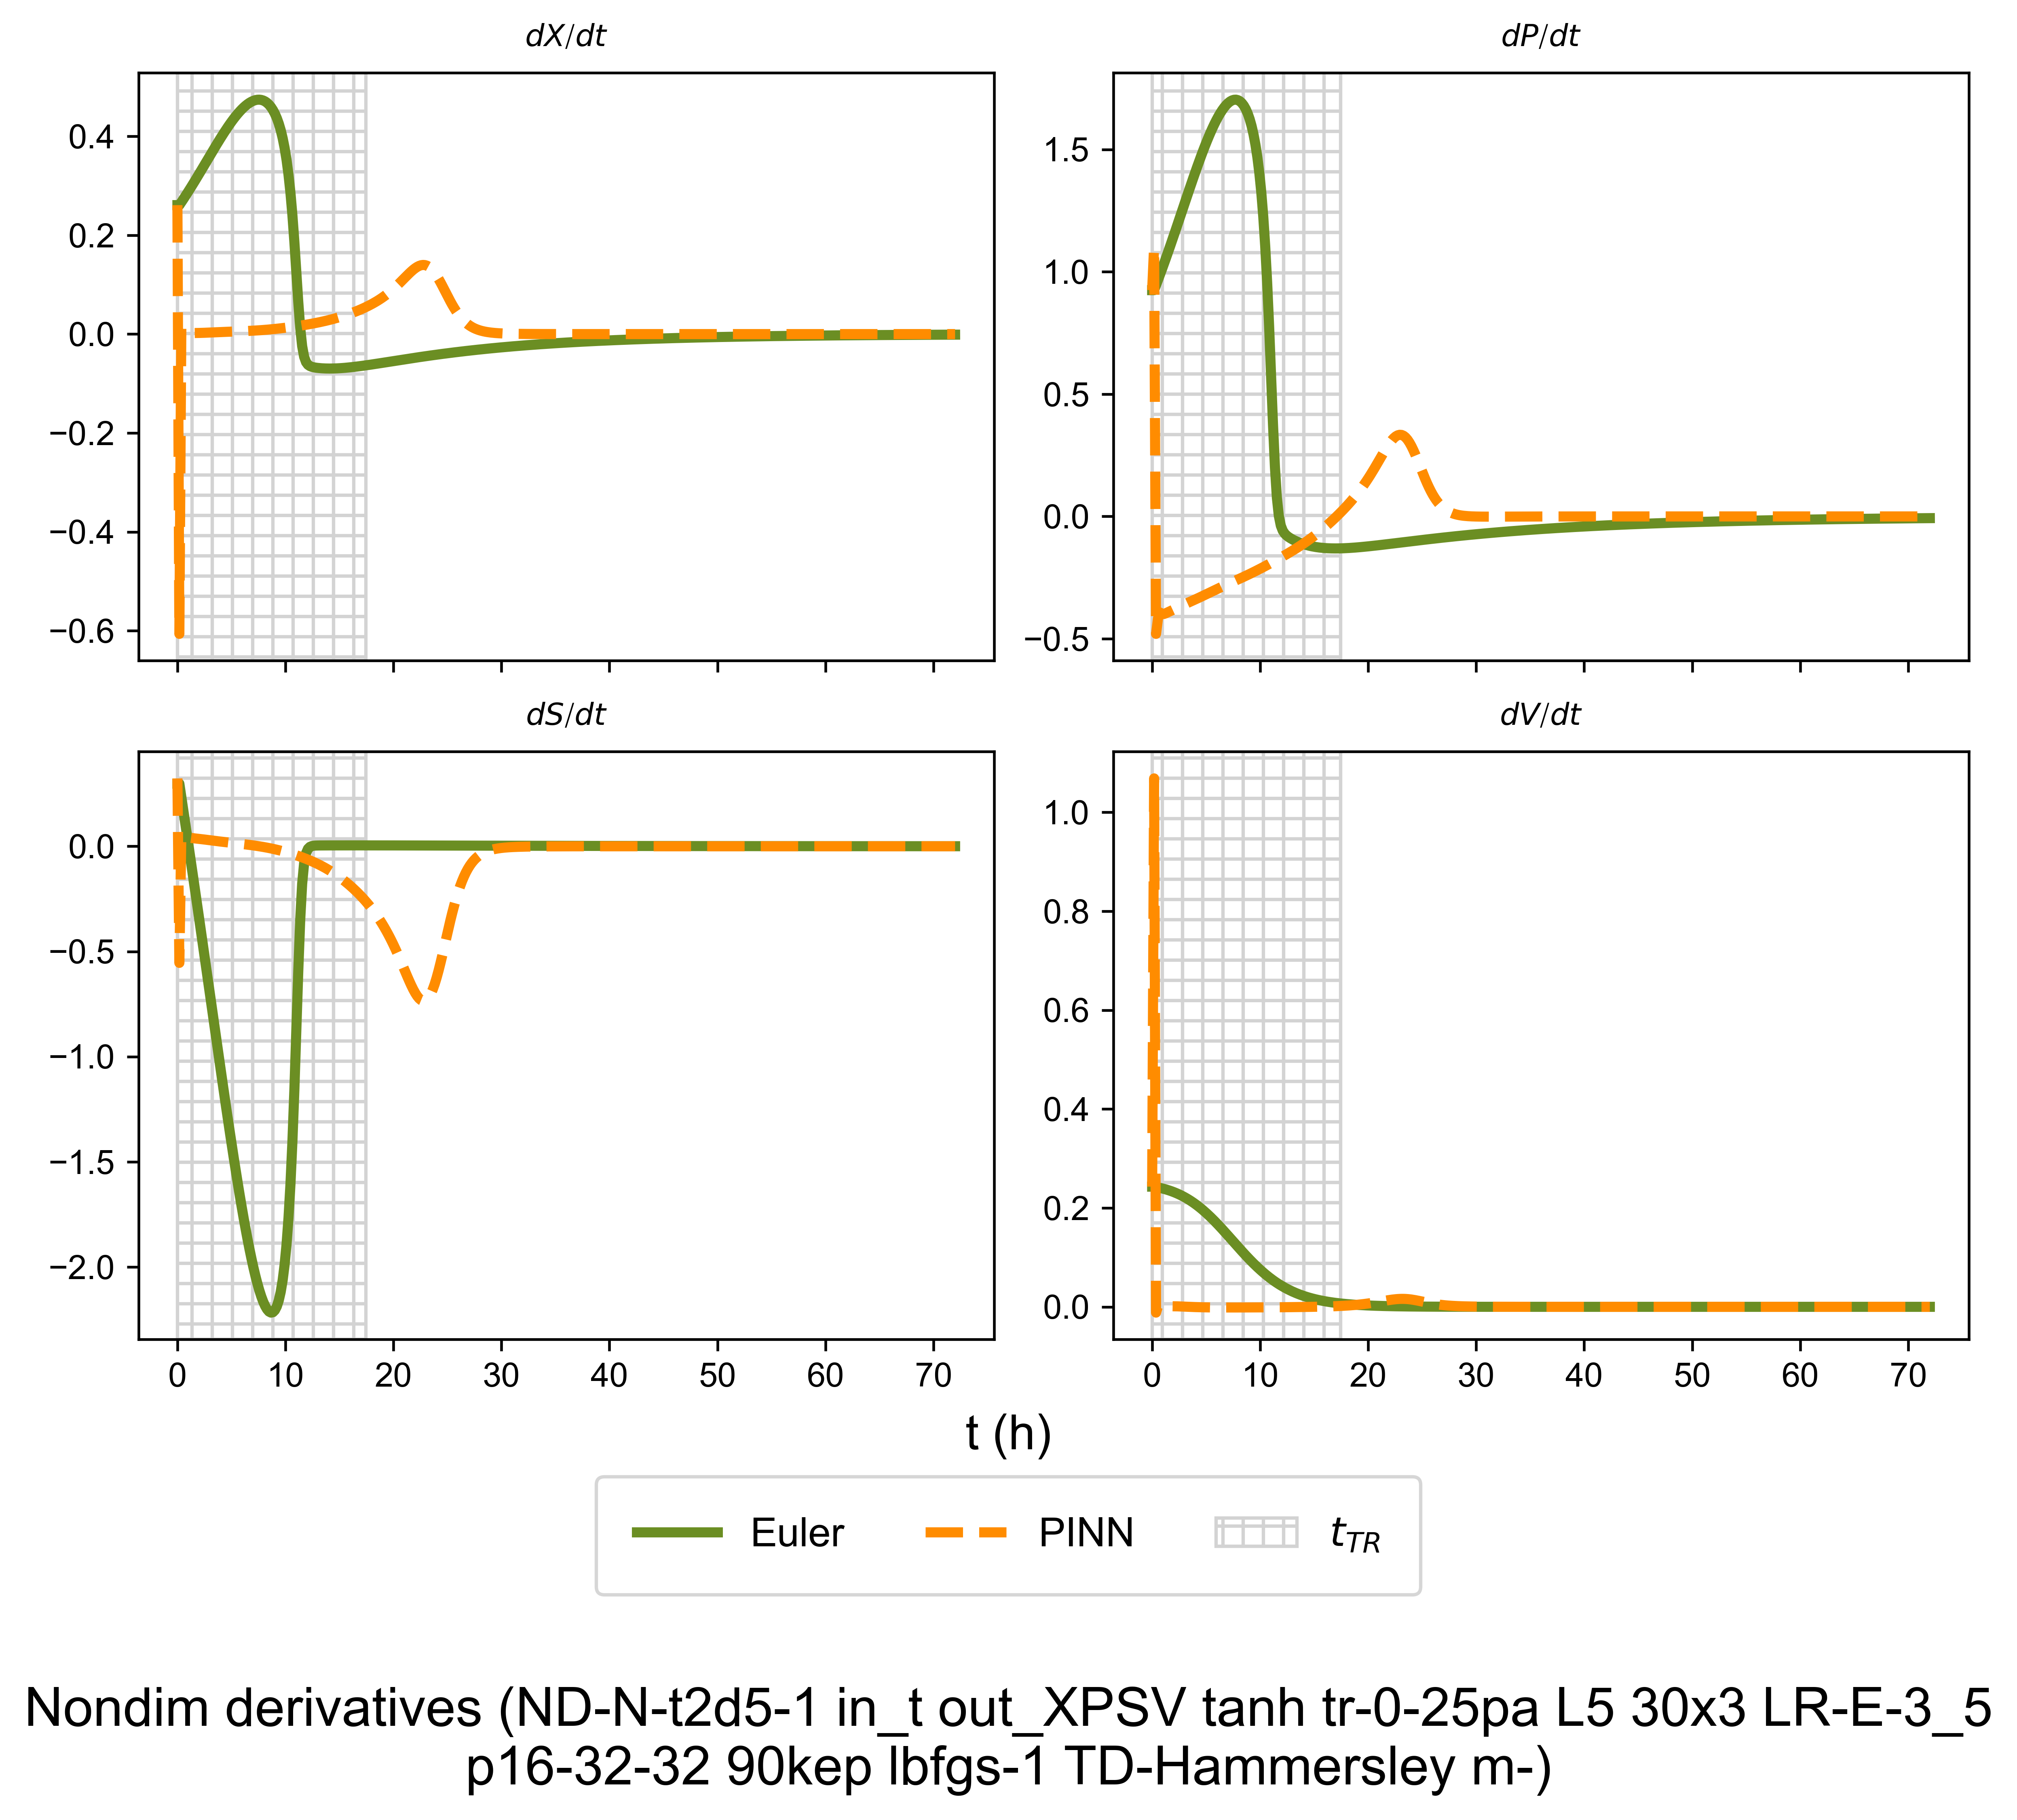 dX/dt
dP/dt
0.4
0.2
0.0
−0.2
−0.4
−0.6
1.5
1.0
0.5
0.0
−0.5
dS/dt
dV/dt
0.0
−0.5
−1.0
−1.5
−2.0
1.0
0.8
0.6
0.4
0.2
0.0
0 10 20 30 40 50 60 70
0 10 20 30 40 50 60 70
t (h)
Euler PINN t_TR
Nondim derivatives (ND-N-t2d5-1 in_t out_XPSV tanh tr-0-25pa L5 30x3 LR-E-3_5
p16-32-32 90kep lbfgs-1 TD-Hammersley m-)